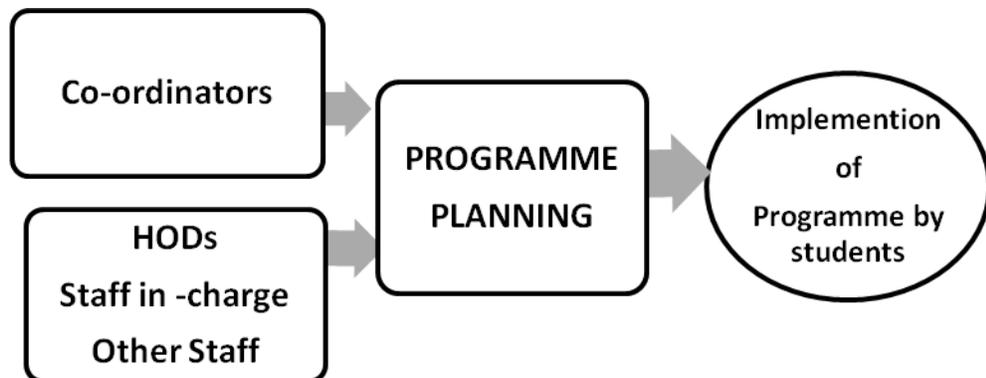 Co-ordinators
HODs
Staff in -charge
Other Staff
PROGRAMME
PLANNING
Implemention
of
Programme by
students